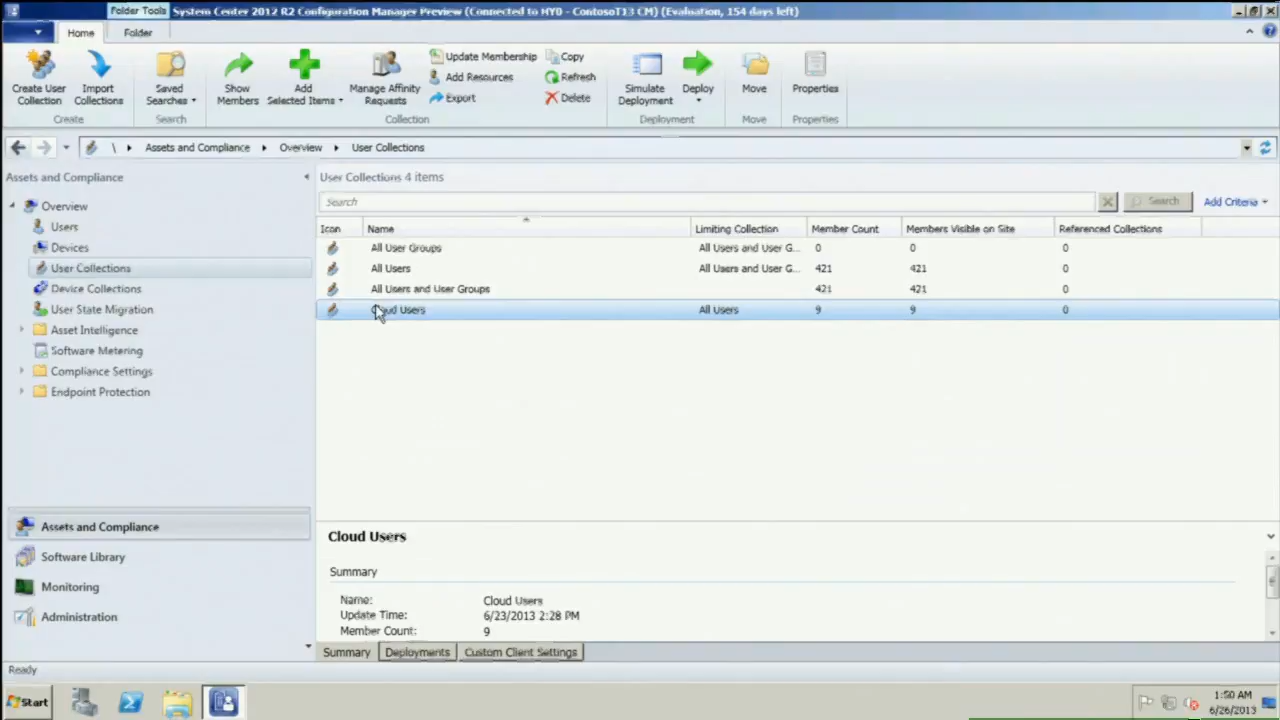 Folder Tools System Center 2012 R2 Configuration Manager Preview (Connected to HY0 - ContosoT13 CM) (Evaluation, 154 days left)
Home Folder
Create User Collection
Import Collections
Saved Searches
Show Members
Add Selected Items
Manage Affinity Requests
Update Membership
Add Resources
Export
Copy
Refresh
Delete
Simulate Deployment
Deploy
Move
Properties
Create Search Collection Deployment Move Properties
\ Assets and Compliance Overview User Collections
Assets and Compliance
Overview
Users
Devices
User Collections
Device Collections
User State Migration
Asset Intelligence
Software Metering
Compliance Settings
Endpoint Protection
Assets and Compliance
Software Library
Monitoring
Administration
User Collections 4 items
Search Search Add Criteria
Icon Name Limiting Collection Member Count Members Visible on Site Referenced Collections
All User Groups All Users and User G... 0 0 0
All Users All Users and User G... 421 421 0
All Users and User Groups 421 421 0
Cloud Users All Users 9 9 0
Cloud Users
Summary
Name: Cloud Users
Update Time: 6/23/2013 2:28 PM
Member Count: 9
Summary Deployments Custom Client Settings
Ready
Start
1:50 AM
6/26/2013